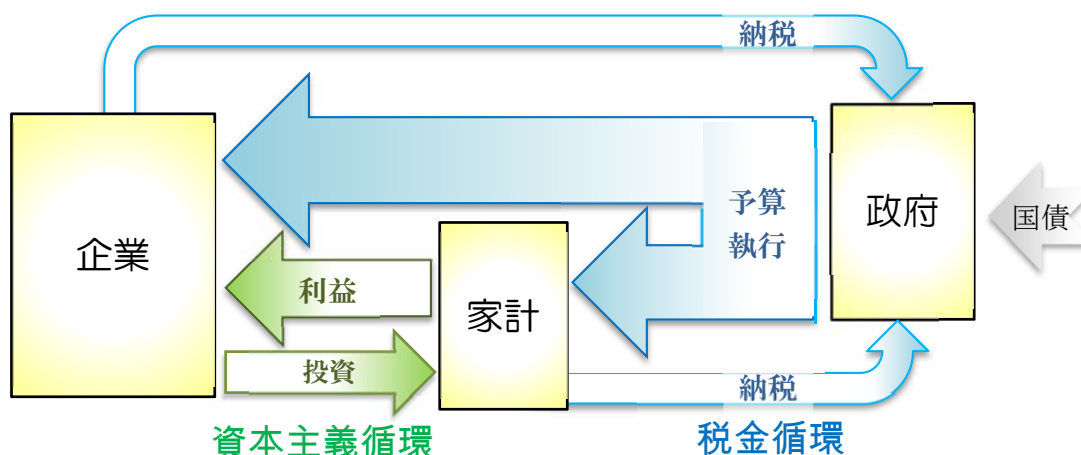 納税
企業
予算
執行
政府
国債
利益
家計
投資
納税
資本主義循環
税金循環